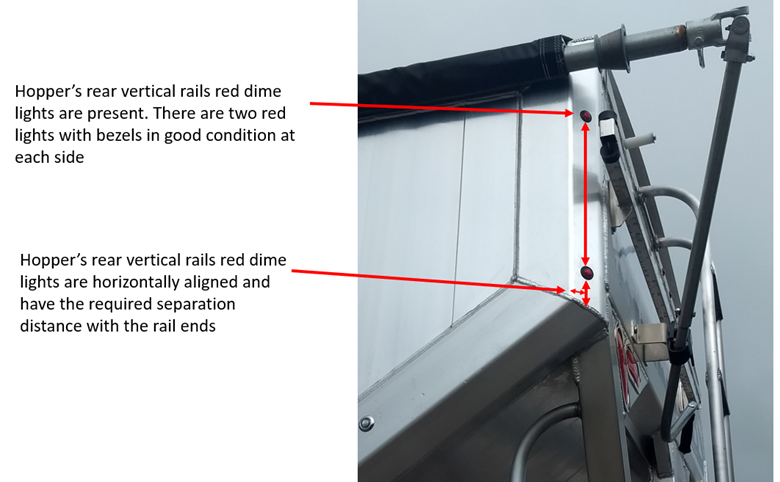 Hopper's rear vertical rails red dime
lights are present. There are two red
lights with bezels in good condition at
each side
Hopper's rear vertical rails red dime
lights are horizontally aligned and
have the required separation
distance with the rail ends